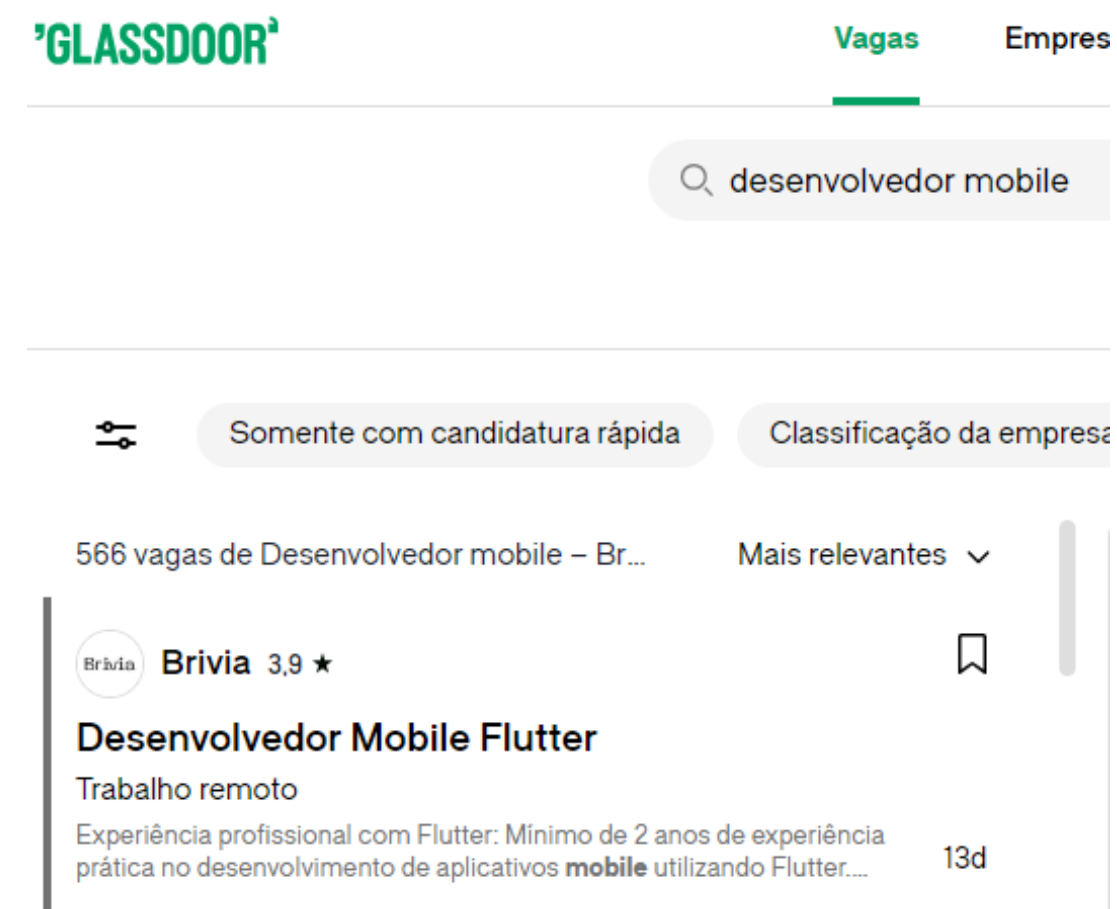 GLASSDOOR
Vagas
Empres
desenvolvedor mobile
Somente com candidatura rápida
Classificação da empresa
566 vagas de Desenvolvedor mobile – Br...
Mais relevantes
Brivia
Brivia 3,9 ★
Desenvolvedor Mobile Flutter
Trabalho remoto
Experiência profissional com Flutter: Mínimo de 2 anos de experiência
prática no desenvolvimento de aplicativos mobile utilizando Flutter....
13d